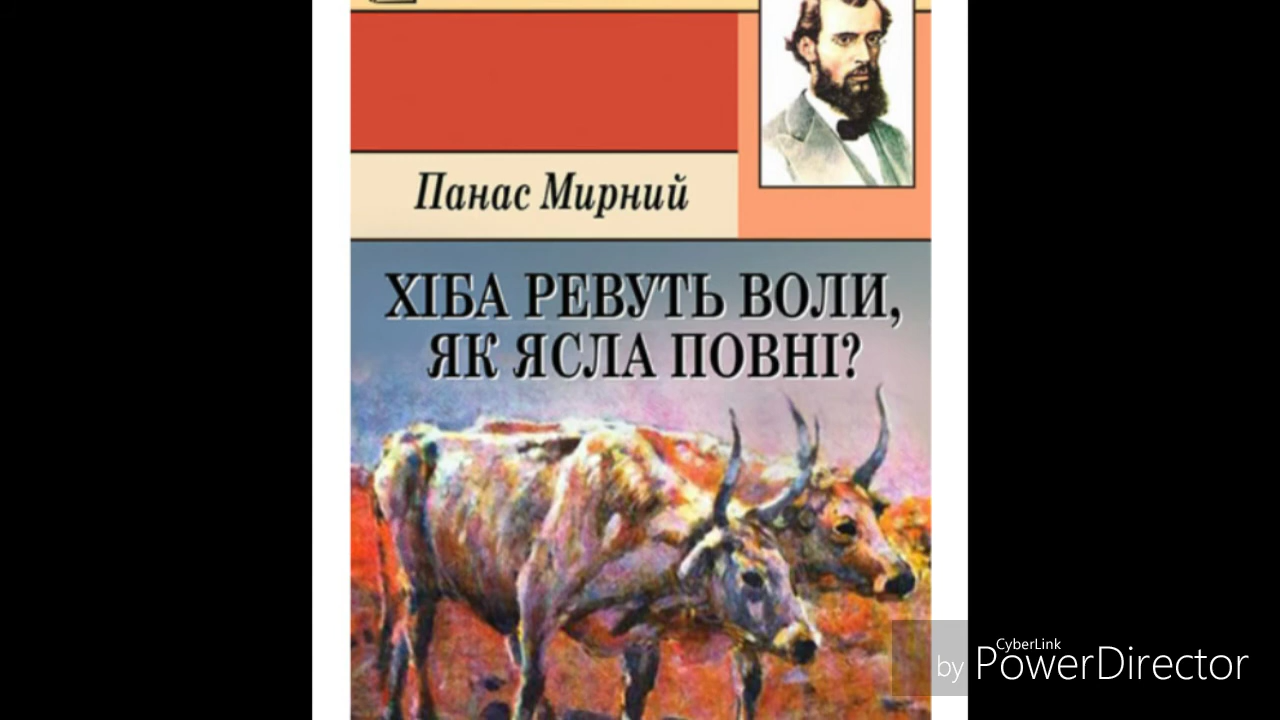 Панас Мирний
ХІБА РЕВУТЬ ВОЛИ,
ЯК ЯСЛА ПОВНІ?
CyberLink
by PowerDirector